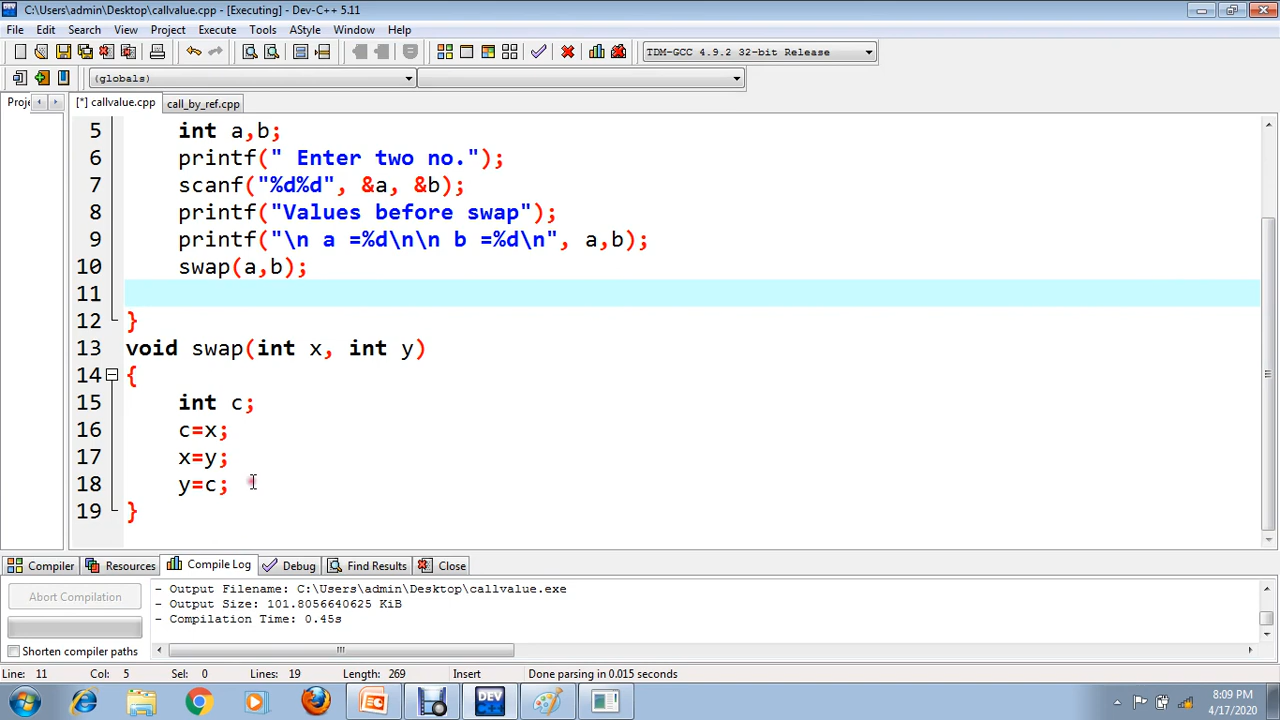 C:\Users\admin\Desktop\callvalue.cpp - [Executing] - Dev-C++ 5.11
File Edit Search View Project Execute Tools AStyle Window Help
TDM-GCC 4.9.2 32-bit Release
(globals)
Proje [*] callvalue.cpp call_by_ref.cpp
5 int a,b;
6 printf(" Enter two no.");
7 scanf("%d%d", &a, &b);
8 printf("Values before swap");
9 printf("\n a =%d\n\n b =%d\n", a,b);
10 swap(a,b);
11
12 }
13 void swap(int x, int y)
14 {
15 int c;
16 c=x;
17 x=y;
18 y=c;
19 }
Compiler Resources Compile Log Debug Find Results Close
Abort Compilation
- Output Filename: C:\Users\admin\Desktop\callvalue.exe
- Output Size: 101.8056640625 KiB
- Compilation Time: 0.45s
Shorten compiler paths
Line: 11 Col: 5 Sel: 0 Lines: 19 Length: 269 Insert Done parsing in 0.015 seconds
DEV
8:09 PM
4/17/2020